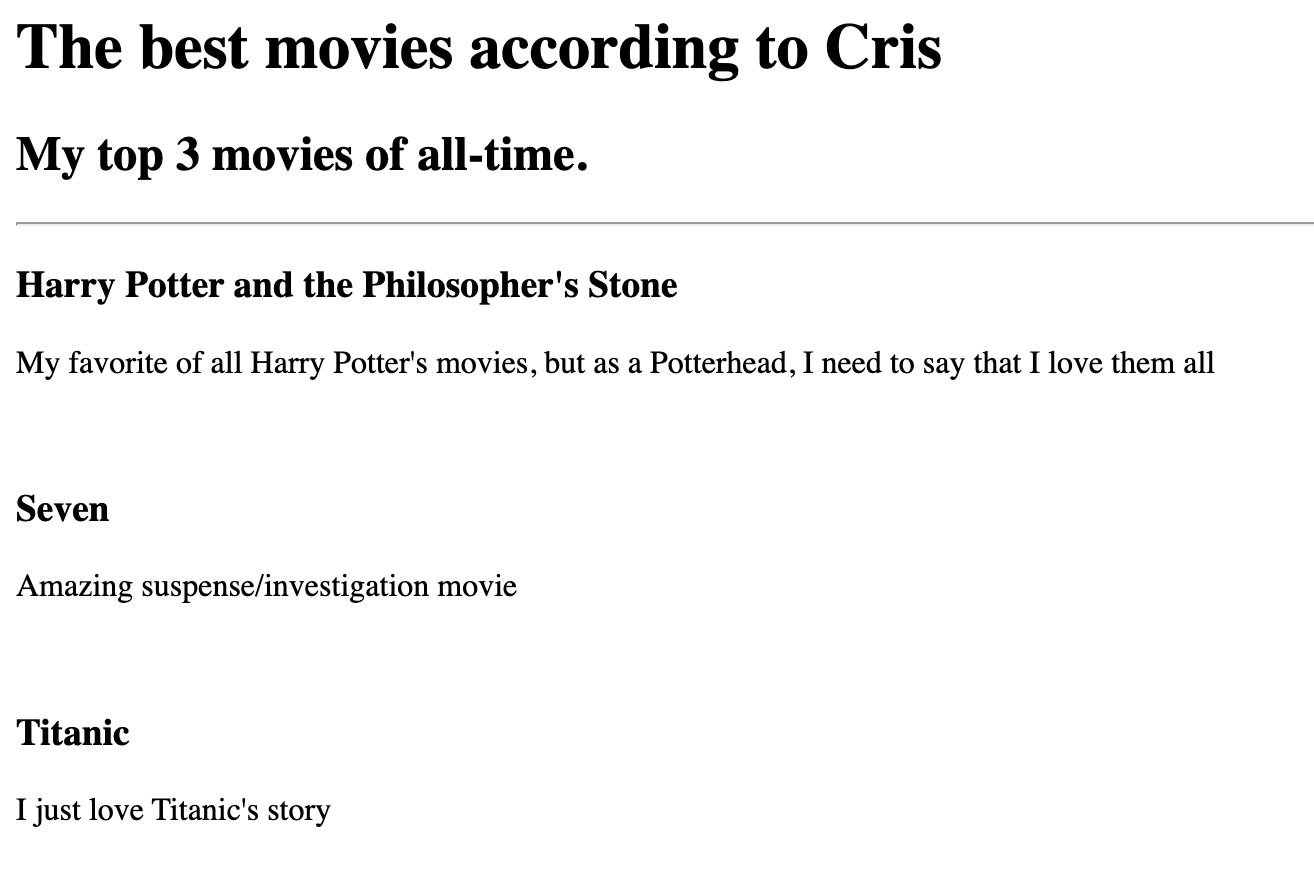 The best movies according to Cris
My top 3 movies of all-time.
Harry Potter and the Philosopher's Stone
My favorite of all Harry Potter's movies, but as a Potterhead, I need to say that I love them all
Seven
Amazing suspense/investigation movie
Titanic
I just love Titanic's story